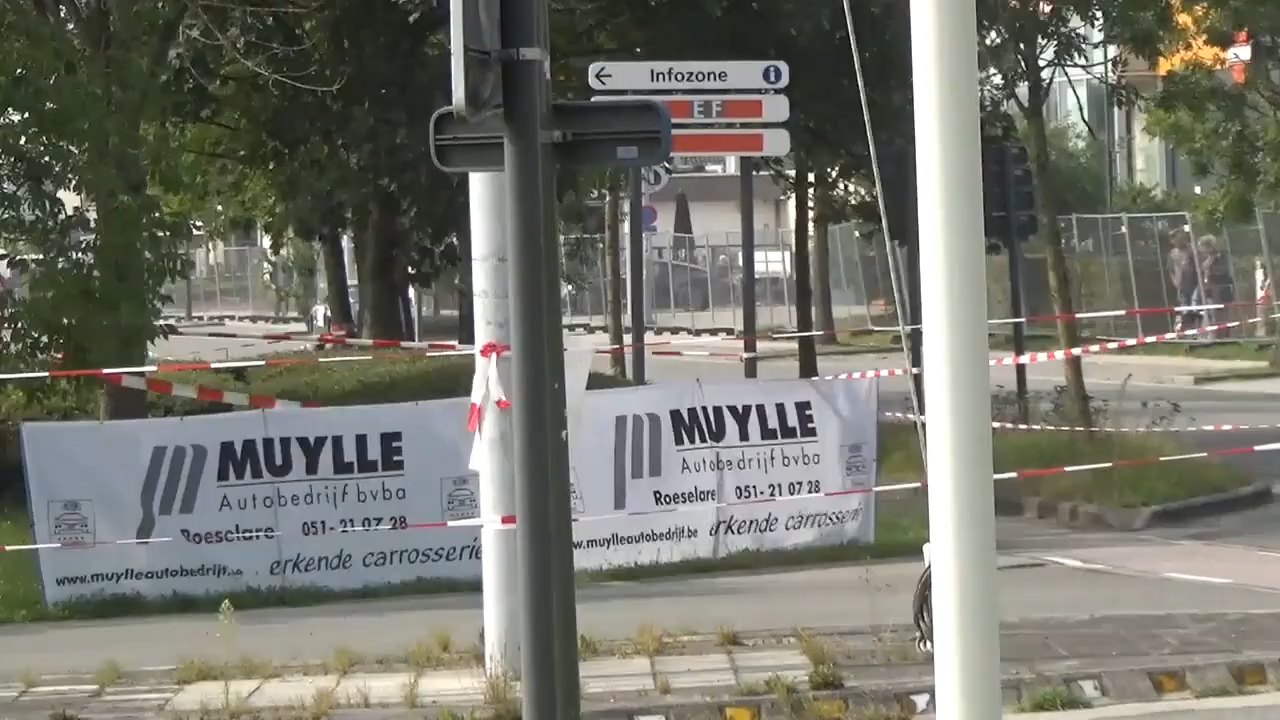 Infozone i
E F
MUYLLE
Autobedrijf bvba
Roeselare 051-21 07 28
www.muylleautobedrijf.
erkende carrosserie
MUYLLE
Autobedrijf bvba
Roeselare 051-21 07 28
www.muylleautobedrijf.be erkende carrosserie